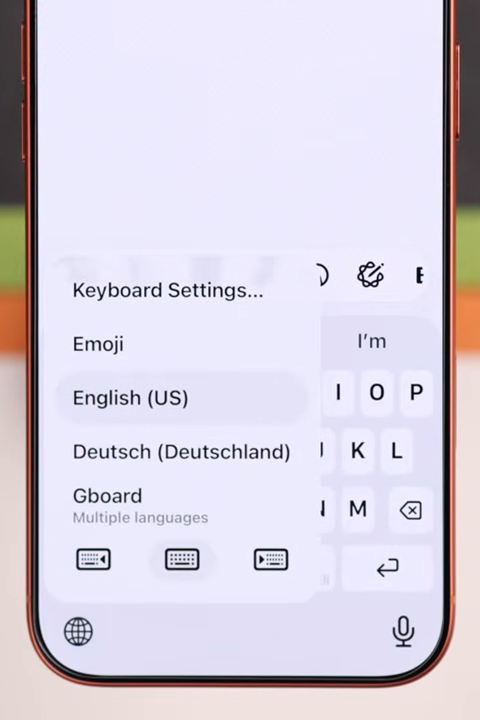 Keyboard Settings...
Emoji
I'm
English (US)
I O P
Deutsch (Deutschland)
K L
Gboard
Multiple languages
M